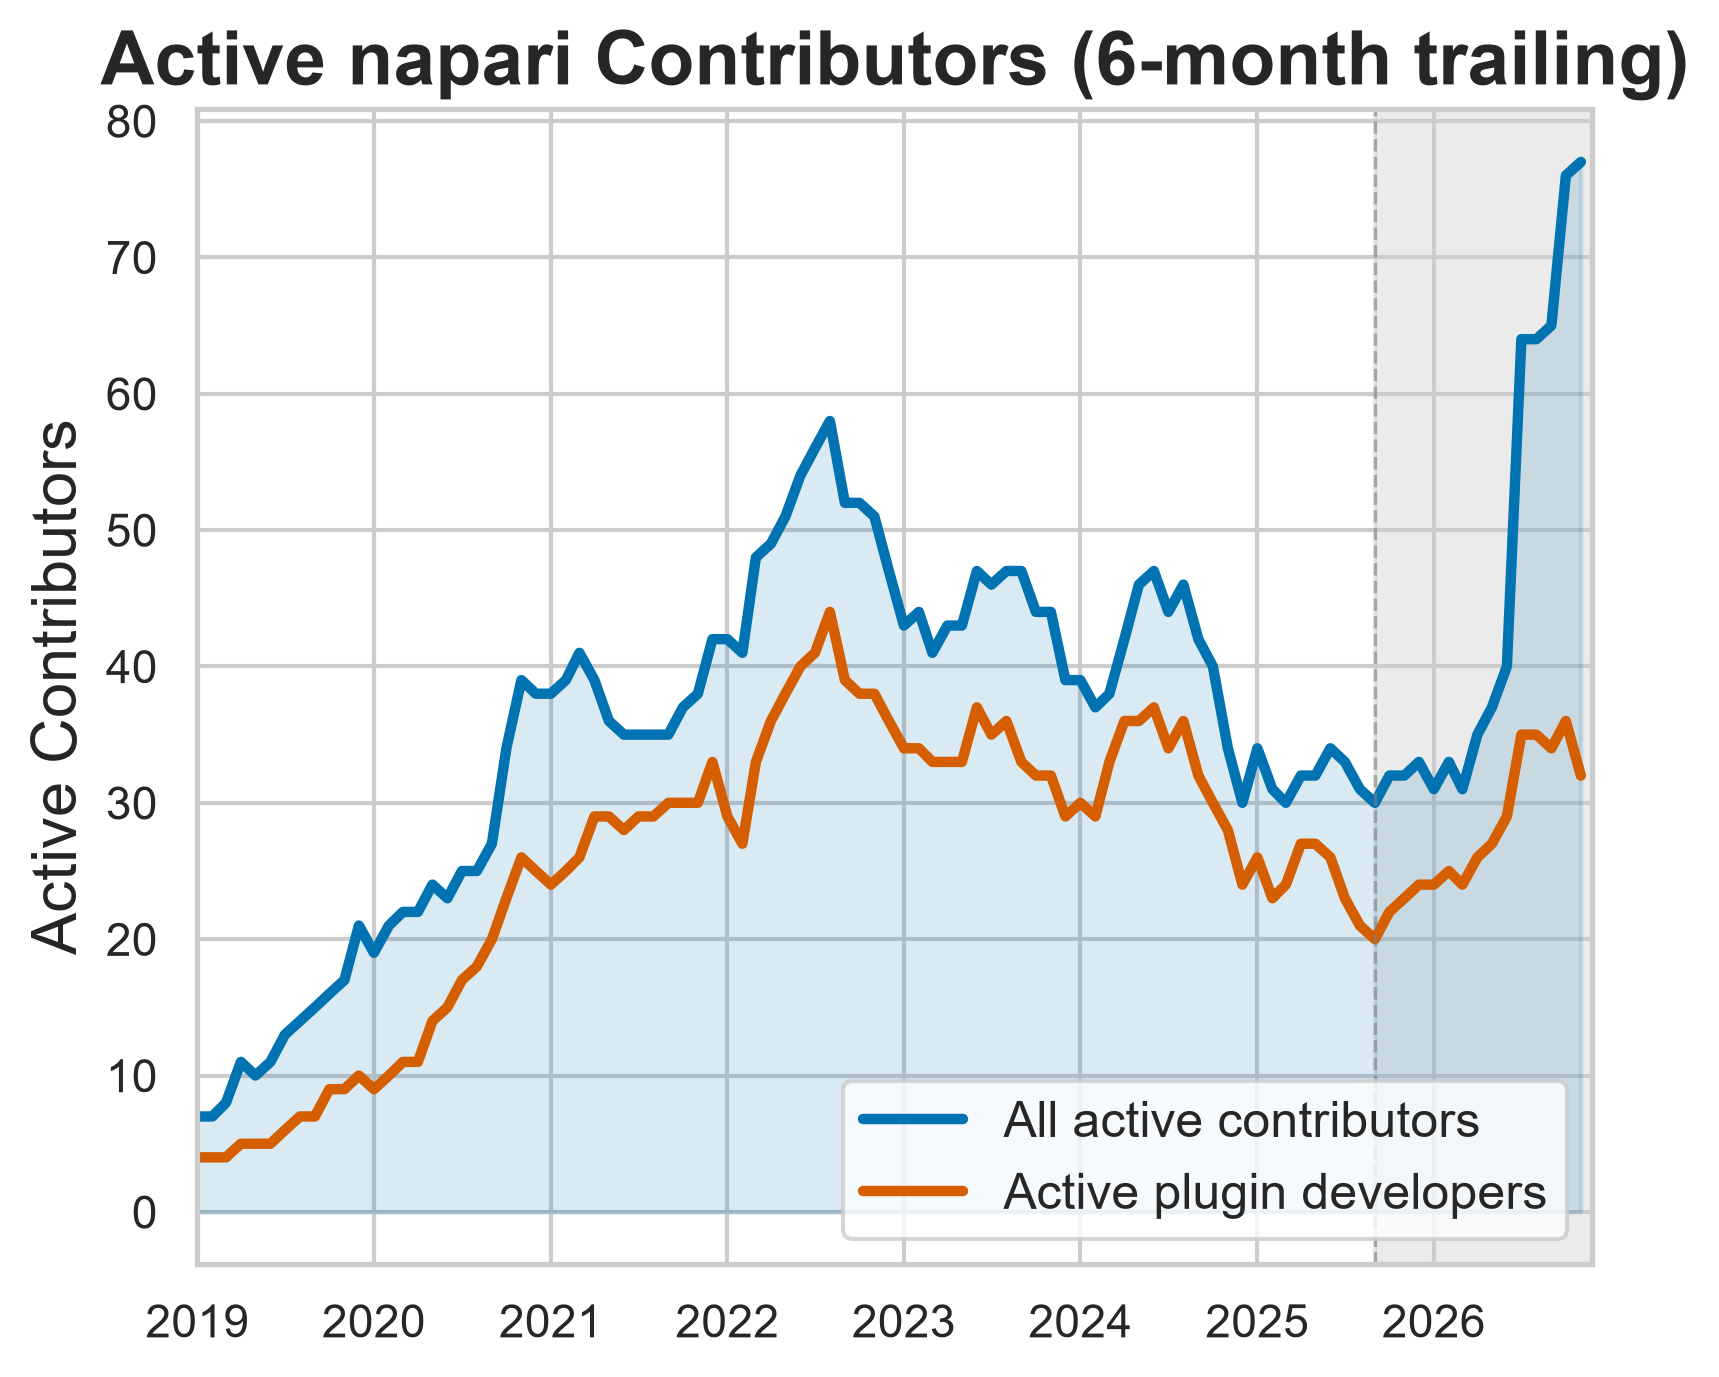 Active napari Contributors (6-month trailing)
80
70
60
50
40
30
20
10
0
Active Contributors
All active contributors
Active plugin developers
2019 2020 2021 2022 2023 2024 2025 2026